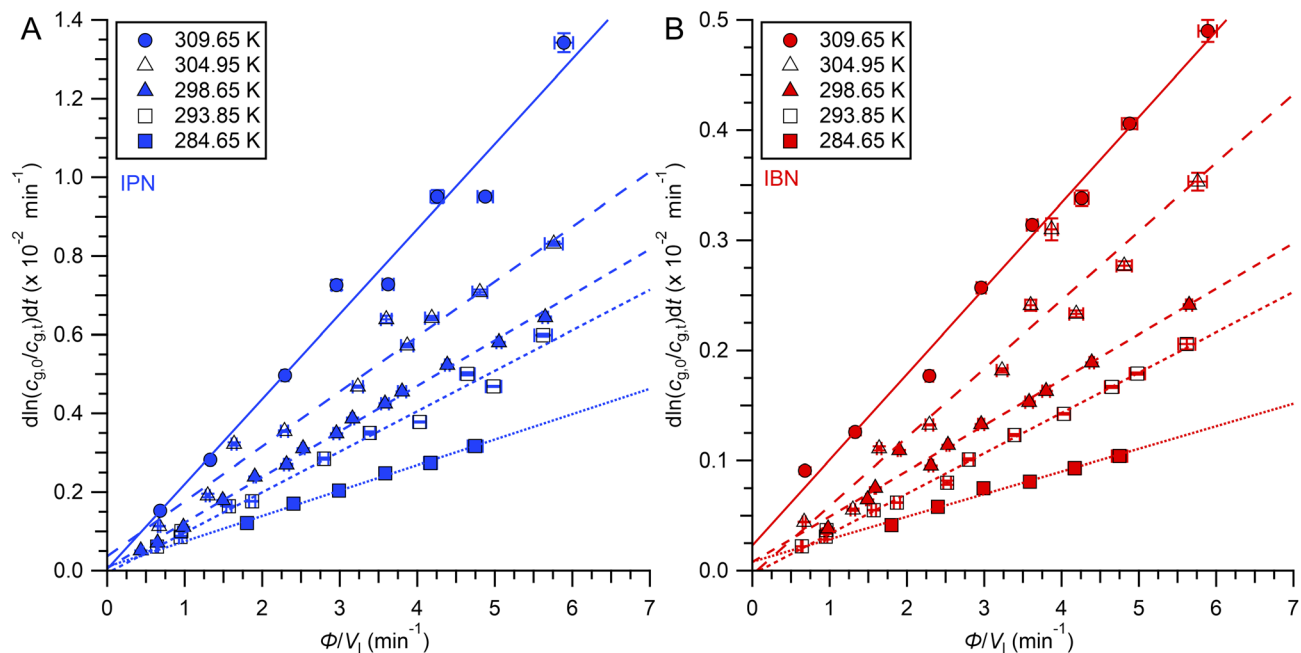 A
309.65 K
304.95 K
298.65 K
293.85 K
284.65 K
IPN
1.4
1.2
1.0
0.8
0.6
0.4
0.2
0.0
dln(cg,0/cg,t)dt (x 10-2 min-1)
0 1 2 3 4 5 6 7
Φ/Vl (min-1)
B
309.65 K
304.95 K
298.65 K
293.85 K
284.65 K
IBN
0.5
0.4
0.3
0.2
0.1
0.0
dln(cg,0/cg,t)dt (x 10-2 min-1)
0 1 2 3 4 5 6 7
Φ/Vl (min-1)